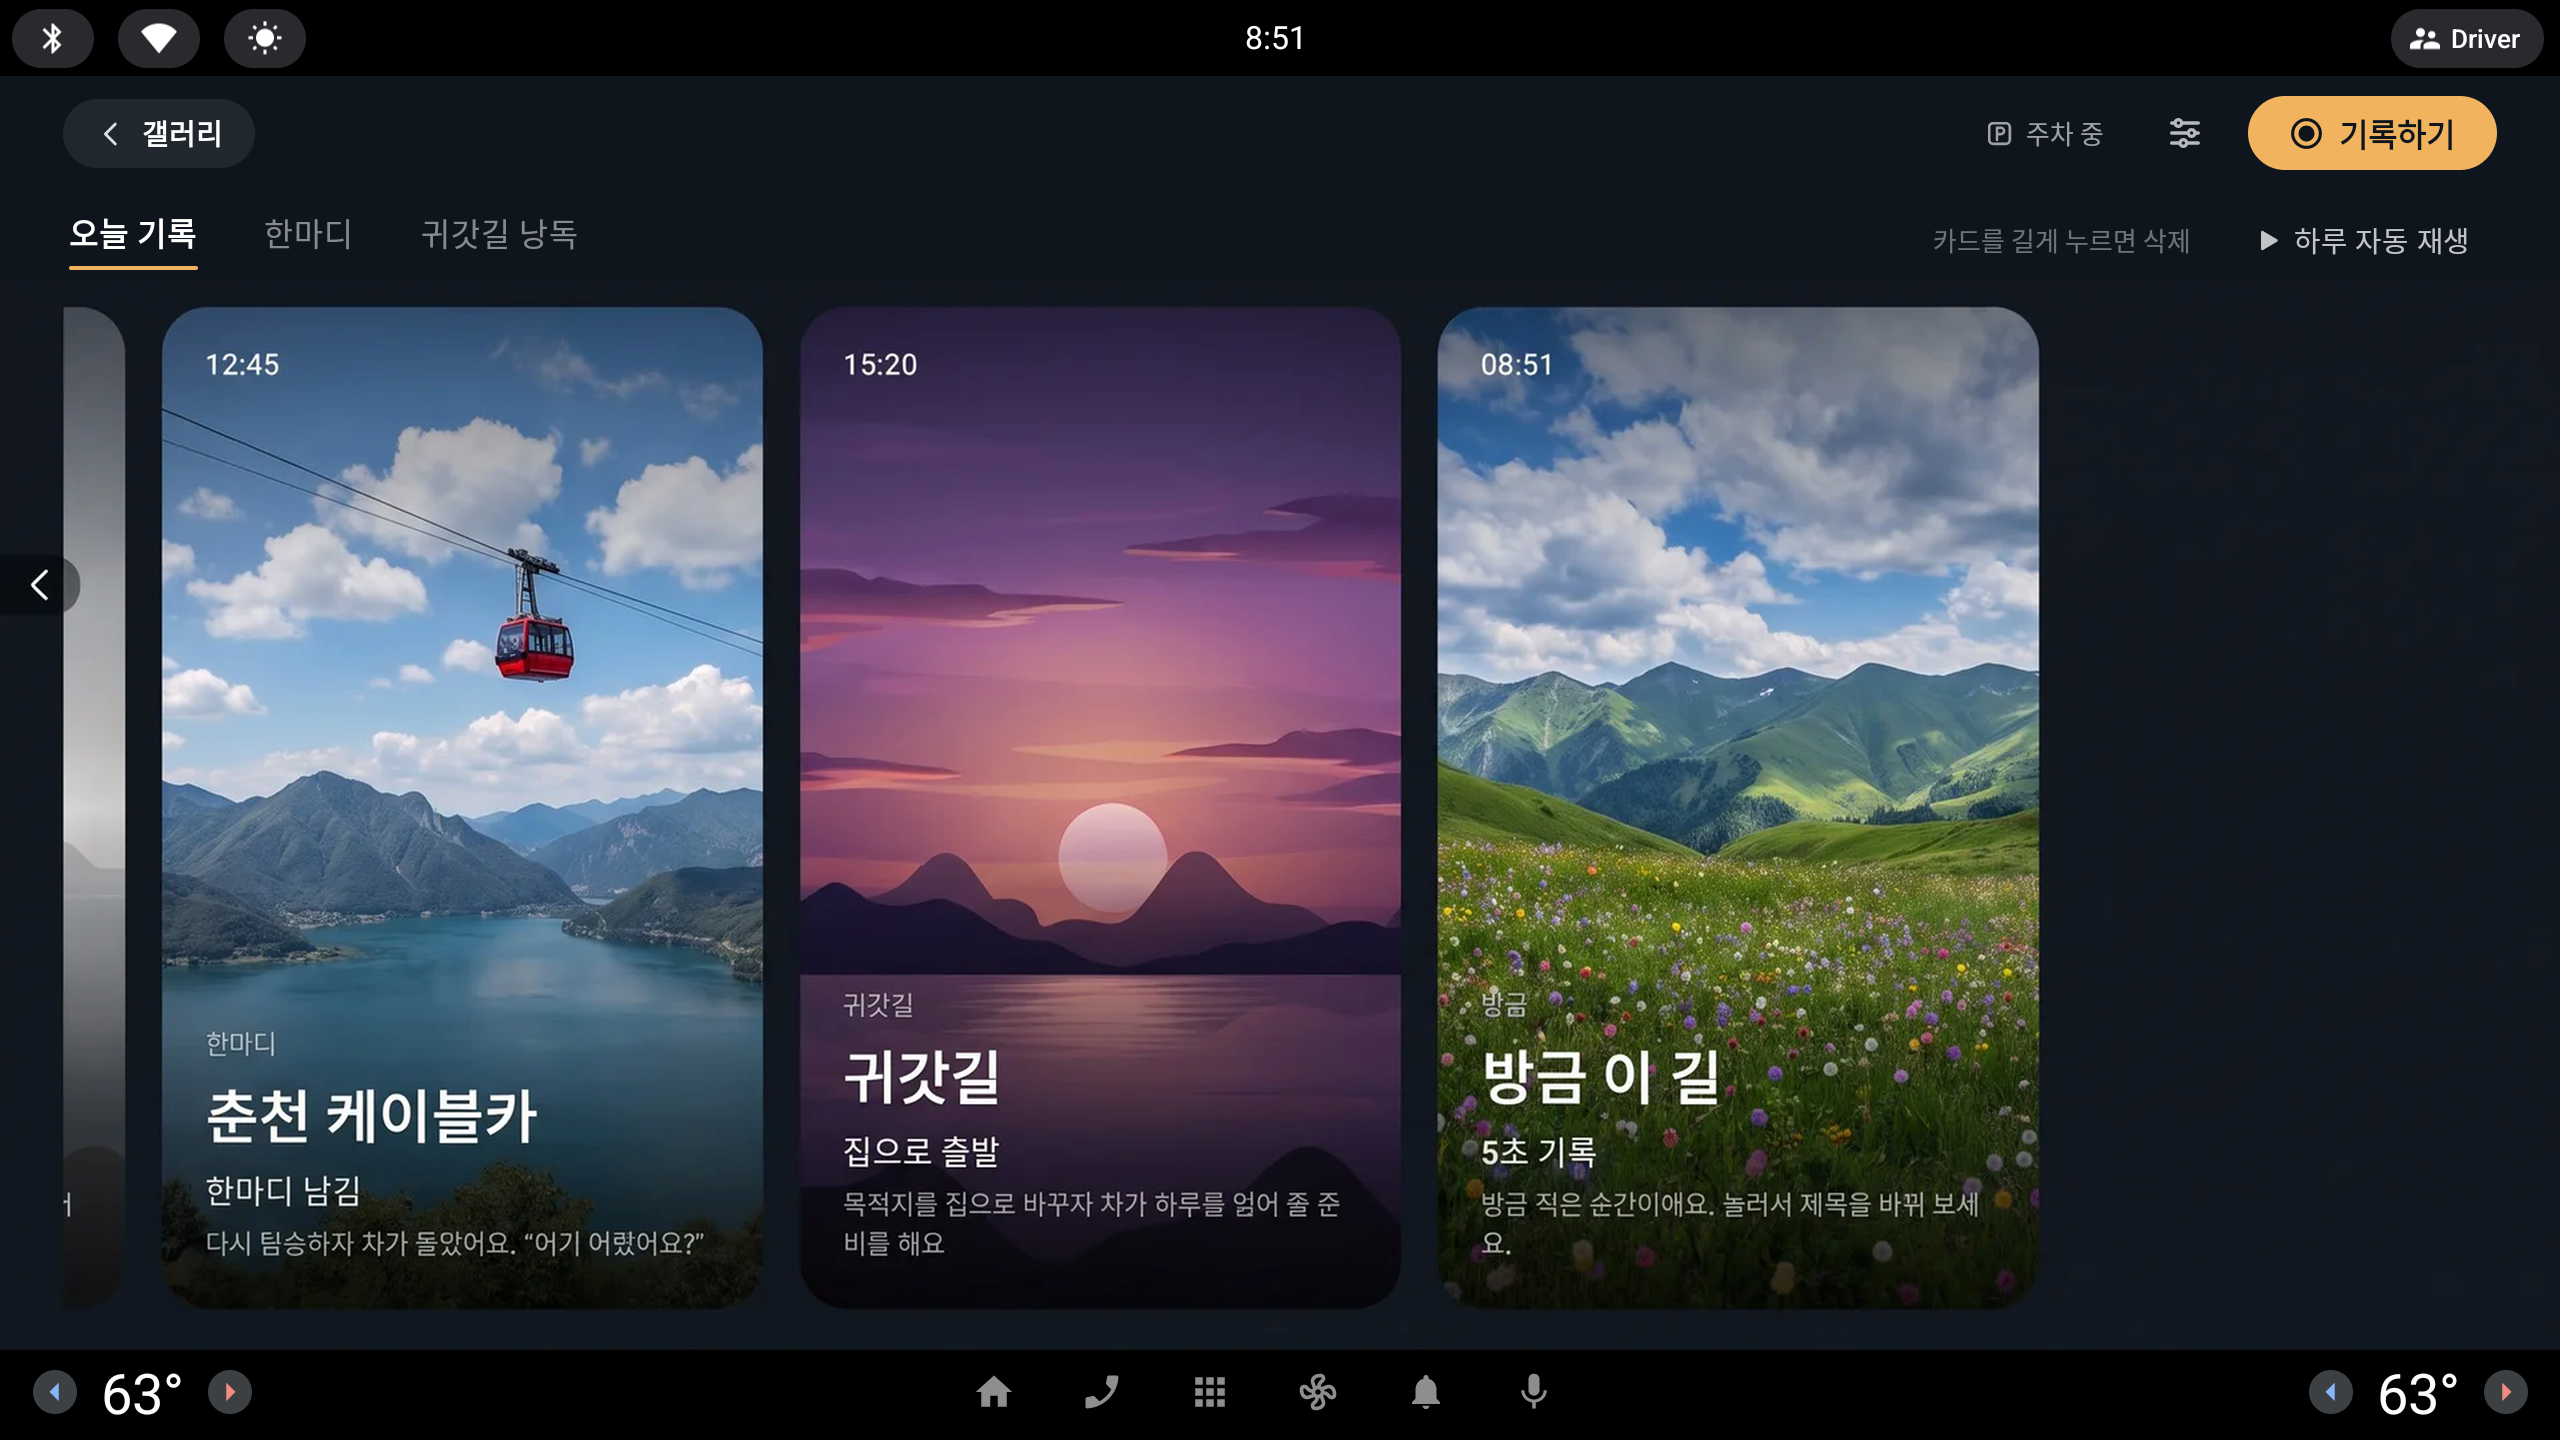 8:51
Driver
갤러리
주차 중
기록하기
오늘 기록
한마디
귀갓길 낭독
카드를 길게 누르면 삭제
하루 자동 재생
12:45
한마디
춘천 케이블카
한마디 남김
다시 팀승하자 차가 돌았어요. “어기 어랐어요?”
15:20
귀갓길
귀갓길
집으로 츨발
목적지를 집으로 바꾸자 차가 하루를 읽어 줄 준
비를 해요
08:51
방금
방금 이 길
5초 기록
방금 적은 순간이애요. 놀러서 제목을 바뀌 보세
요.
63°
63°